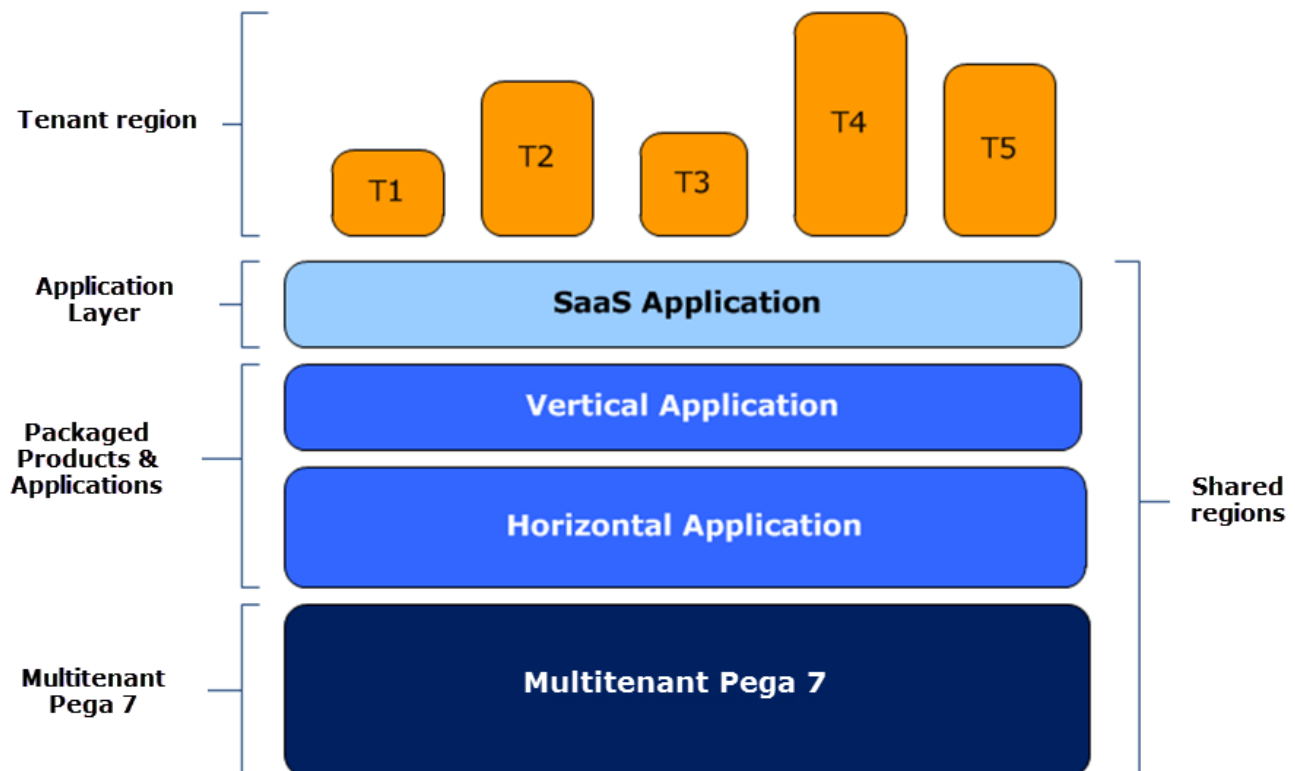 Tenant region
T1
T2
T3
T4
T5
Application
Layer
SaaS Application
Packaged
Products &
Applications
Vertical Application
Horizontal Application
Shared
regions
Multitenant
Pega 7
Multitenant Pega 7